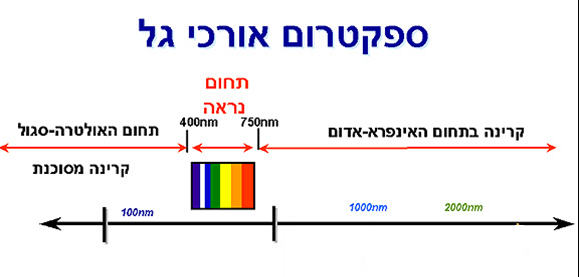 ספקטרום אורכי גל
תחום
נראה
400nm 750nm
קרינה בתחום האינפרא-אדום
תחום האולטרה-סגול
קרינה מסוכנת
100nm 1000nm 2000nm